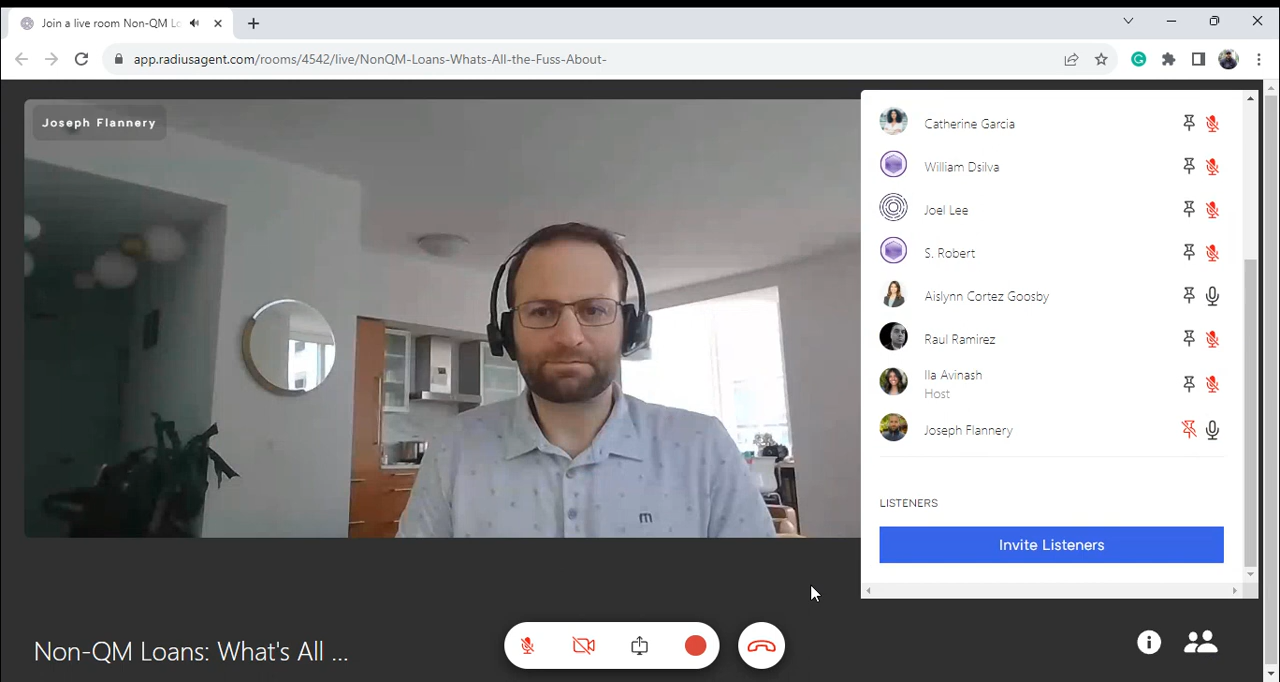 Join a live room Non-QM Lo
app.radiusagent.com/rooms/4542/live/NonQM-Loans-Whats-All-the-Fuss-About-
Joseph Flannery
Catherine Garcia
William Dsilva
Joel Lee
S. Robert
Aislynn Cortez Goosby
Raul Ramirez
Ila Avinash
Host
Joseph Flannery
LISTENERS
Invite Listeners
m
Non-QM Loans: What's All ...